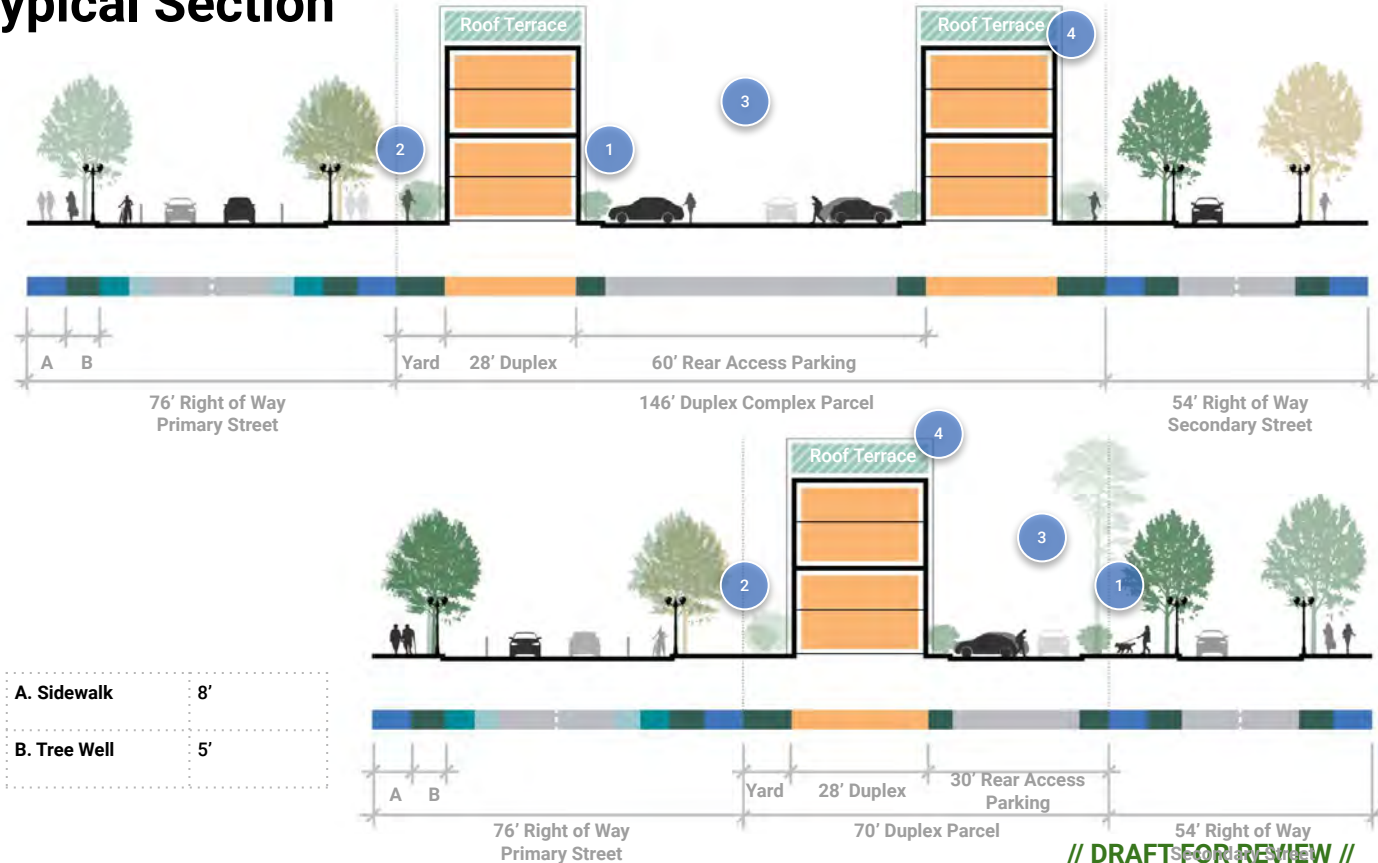 ypical Section
Roof Terrace
Roof Terrace
4
3
2
1
A
B
Yard
28’ Duplex
60’ Rear Access Parking
76’ Right of Way
Primary Street
146’ Duplex Complex Parcel
54’ Right of Way
Secondary Street
4
Roof Terrace
3
2
1
A. Sidewalk
8’
B. Tree Well
5’
A
B
Yard
28’ Duplex
30’ Rear Access
Parking
76’ Right of Way
Primary Street
70’ Duplex Parcel
54’ Right of Way
Secondary Street
// DRAFT FOR REVIEW //